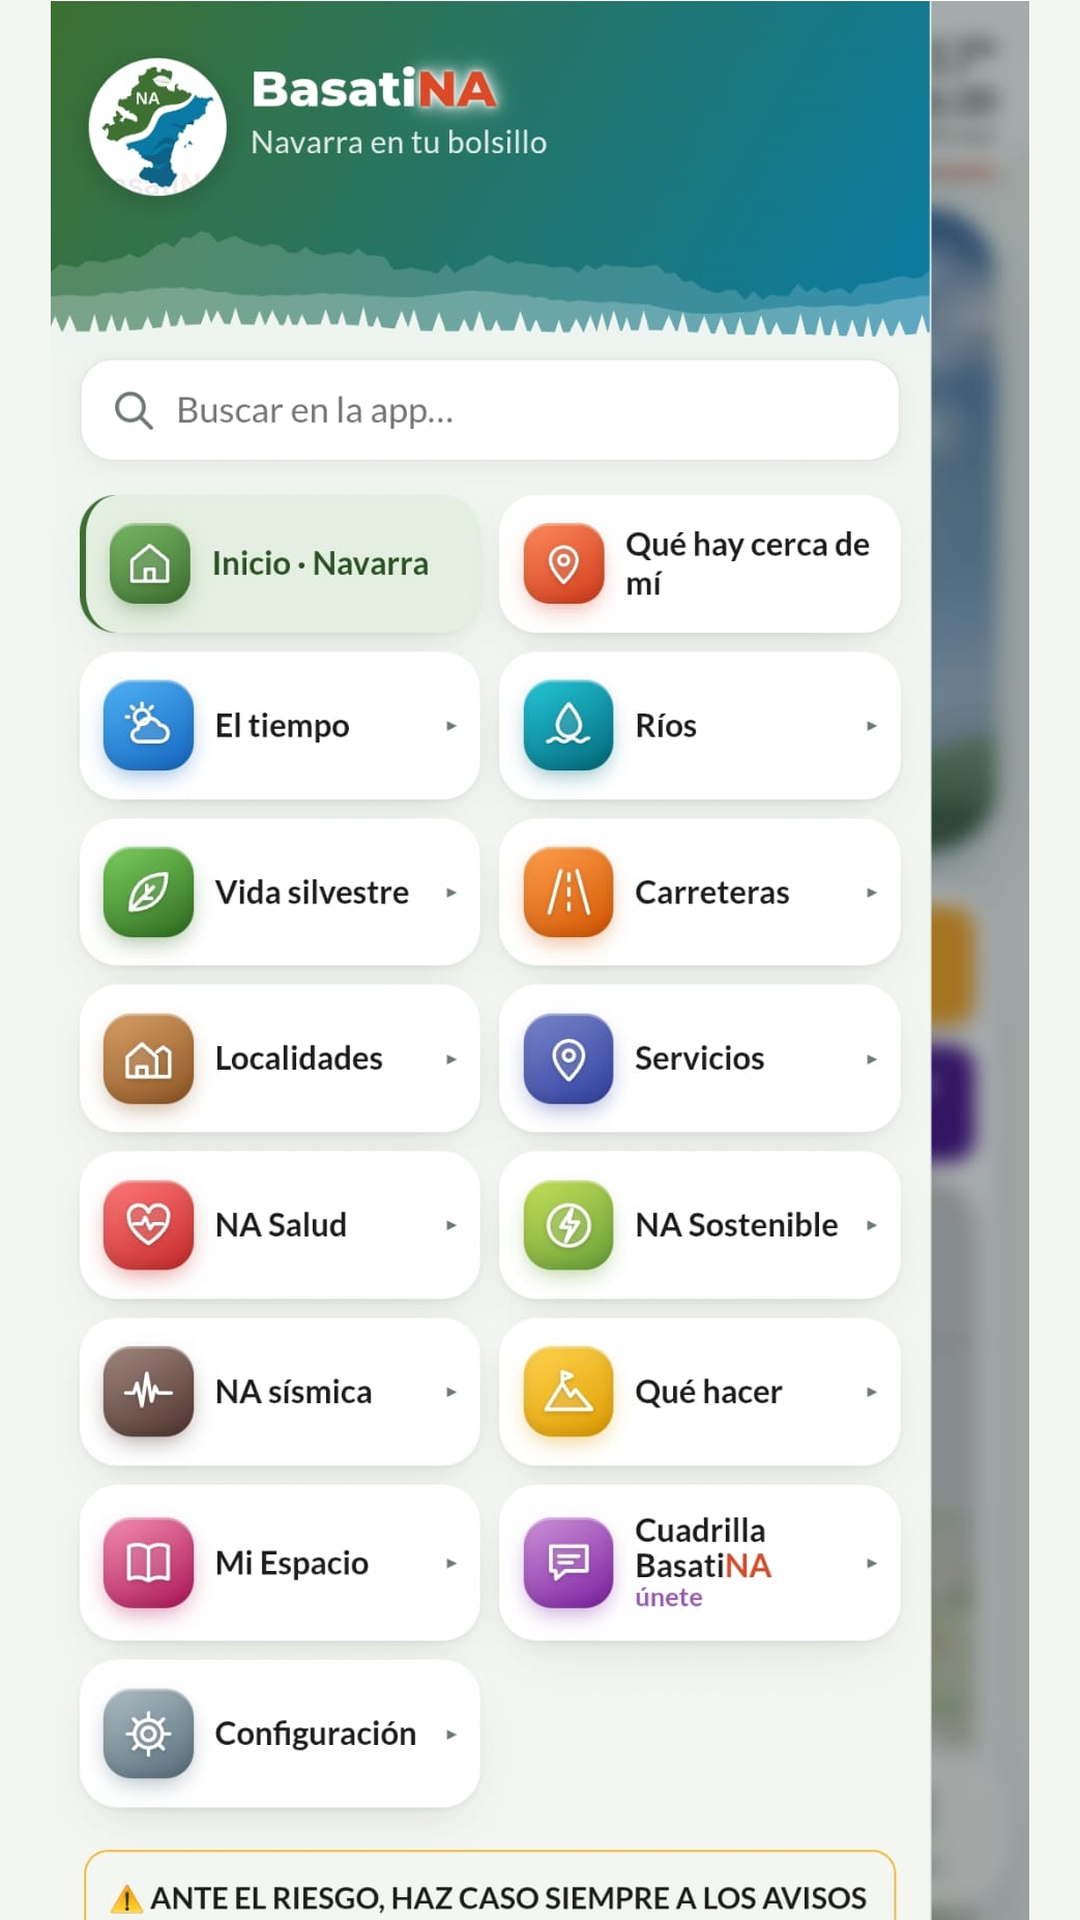 NA
BasatiNA
Navarra en tu bolsillo
Buscar en la app...
Inicio · Navarra
Qué hay cerca de
mí
El tiempo
Ríos
Vida silvestre
Carreteras
Localidades
Servicios
NA Salud
NA Sostenible
NA sísmica
Qué hacer
Mi Espacio
Cuadrilla
BasatiNA
únete
Configuración
⚠️ ANTE EL RIESGO, HAZ CASO SIEMPRE A LOS AVISOS